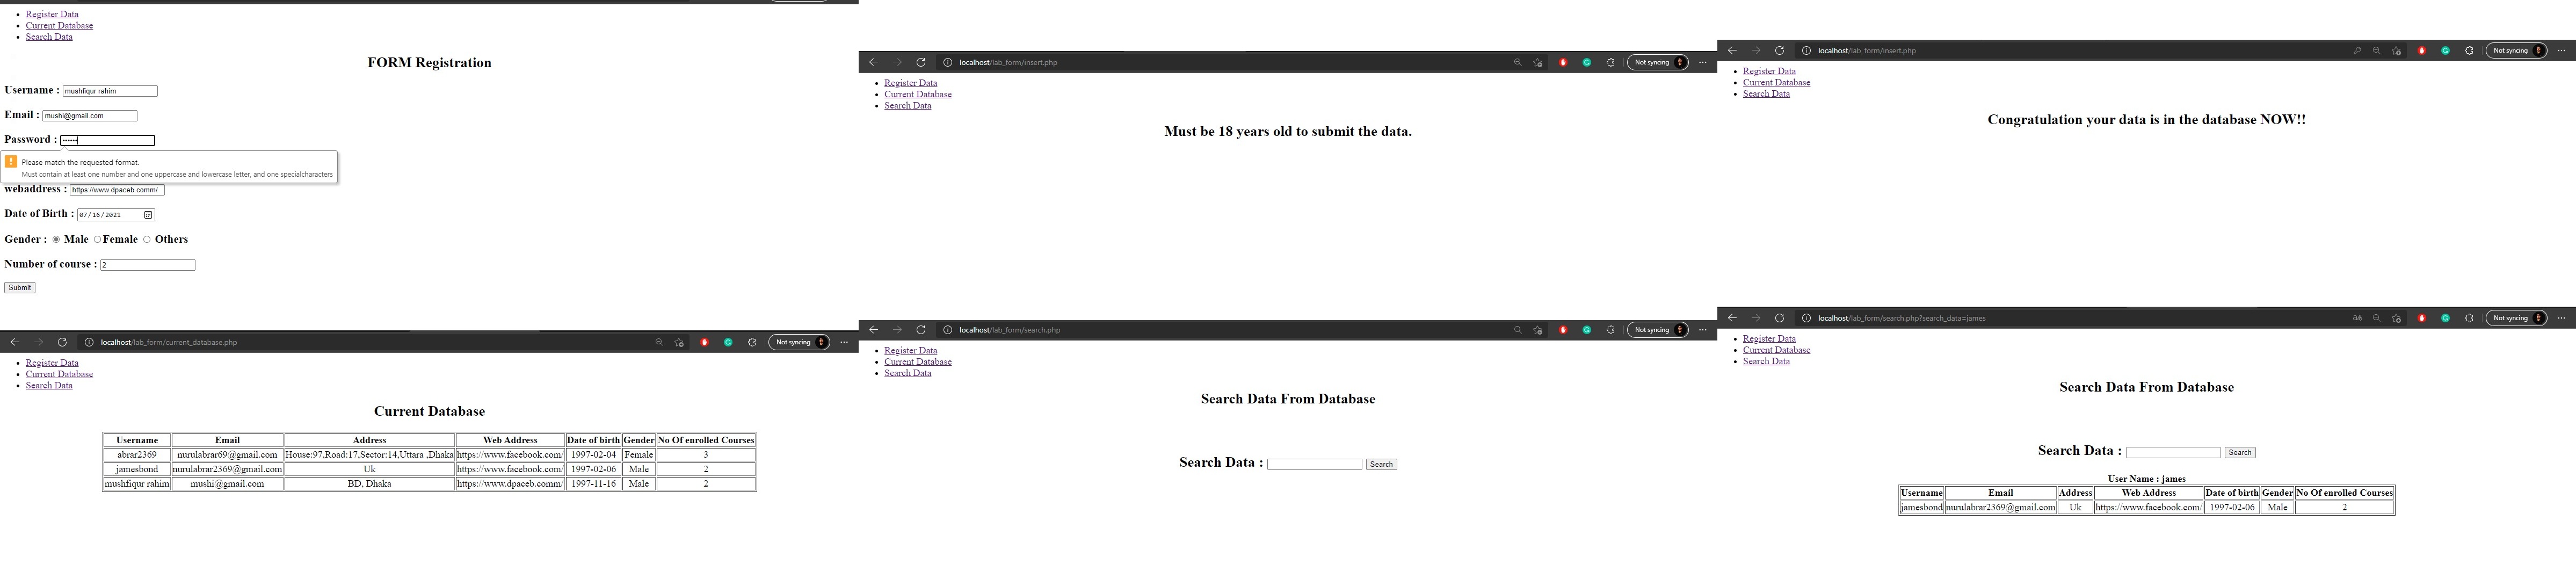 Register Data
Current Database
Search Data
FORM Registration
Username : mushfiqur rahim
Email : mushi@gmail.com
Password : ••••••
Please match the requested format.
Must contain at least one number and one uppercase and lowercase letter, and one specialcharacters
webaddress : https://www.dpaceb.comm/
Date of Birth : 07/16/2021
Gender : Male Female Others
Number of course : 2
Submit
localhost/lab_form/insert.php
Not syncing
Register Data
Current Database
Search Data
Must be 18 years old to submit the data.
localhost/lab_form/insert.php
Not syncing
Register Data
Current Database
Search Data
Congratulation your data is in the database NOW!!
localhost/lab_form/current_database.php
Not syncing
Register Data
Current Database
Search Data
Current Database
Username Email Address Web Address Date of birth Gender No Of enrolled Courses
abrar2369 nurulabrar69@gmail.com House:97,Road:17,Sector:14,Uttara ,Dhaka https://www.facebook.com/ 1997-02-04 Female 3
jamesbond nurulabrar2369@gmail.com Uk https://www.facebook.com/ 1997-02-06 Male 2
mushfiqur rahim mushi@gmail.com BD, Dhaka https://www.dpaceb.comm/ 1997-11-16 Male 2
localhost/lab_form/search.php
Not syncing
Register Data
Current Database
Search Data
Search Data From Database
Search Data : Search
localhost/lab_form/search.php?search_data=james
Not syncing
Register Data
Current Database
Search Data
Search Data From Database
Search Data : Search
User Name : james
Username Email Address Web Address Date of birth Gender No Of enrolled Courses
jamesbond nurulabrar2369@gmail.com Uk https://www.facebook.com/ 1997-02-06 Male 2